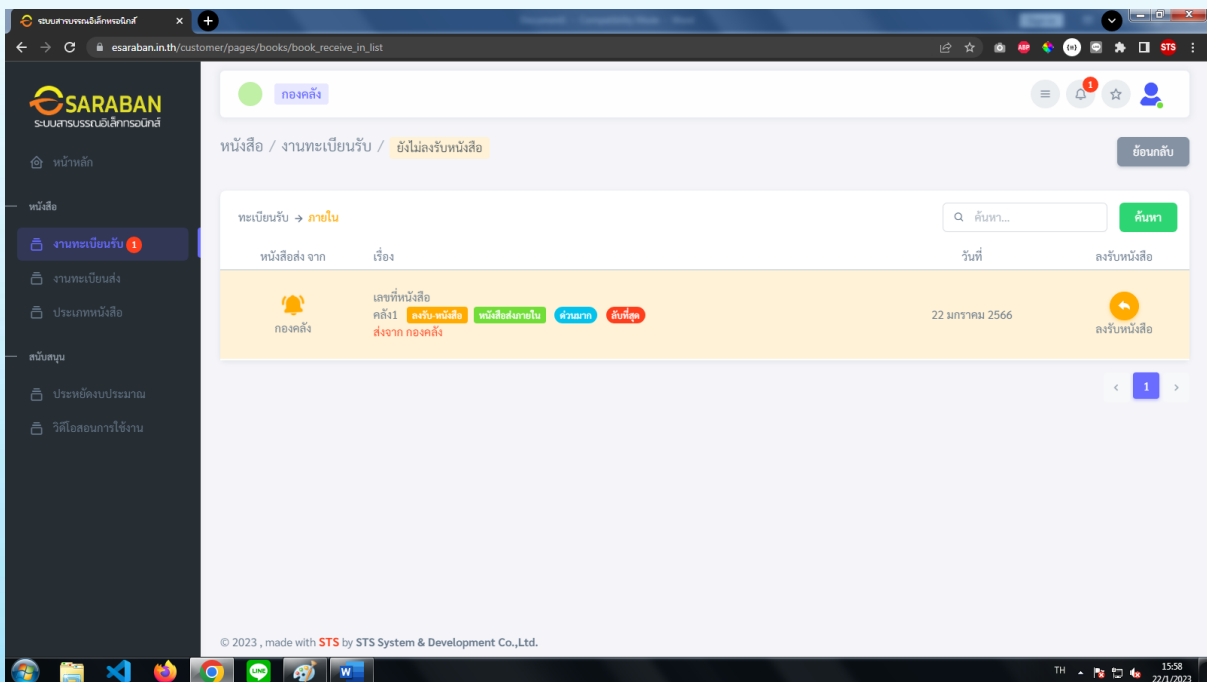 ระบบสารบรรณอิเล็กทรอนิกส์
esaraban.in.th/customer/pages/books/book_receive_in_list
SARABAN
ระบบสารบรรณอิเล็กทรอนิกส์
หน้าหลัก
หนังสือ
งานทะเบียนรับ 1
งานทะเบียนส่ง
ประเภทหนังสือ
สนับสนุน
ประหยัดงบประมาณ
วิดีโอสอนการใช้งาน
กองคลัง
1
หนังสือ / งานทะเบียนรับ / ยังไม่ลงรับหนังสือ
ย้อนกลับ
ทะเบียนรับ → ภายใน
ค้นหา...
ค้นหา
หนังสือส่ง จาก เรื่อง วันที่ ลงรับหนังสือ
เลขที่หนังสือ
คลัง1 ลงรับ-หนังสือ หนังสือส่งภายใน ด่วนมาก ลับที่สุด
ส่งจาก กองคลัง
กองคลัง
22 มกราคม 2566
ลงรับหนังสือ
‹ 1 ›
© 2023 , made with STS by STS System & Development Co.,Ltd.
ABP
STS
LINE
W
TH
15:58
22/1/2023